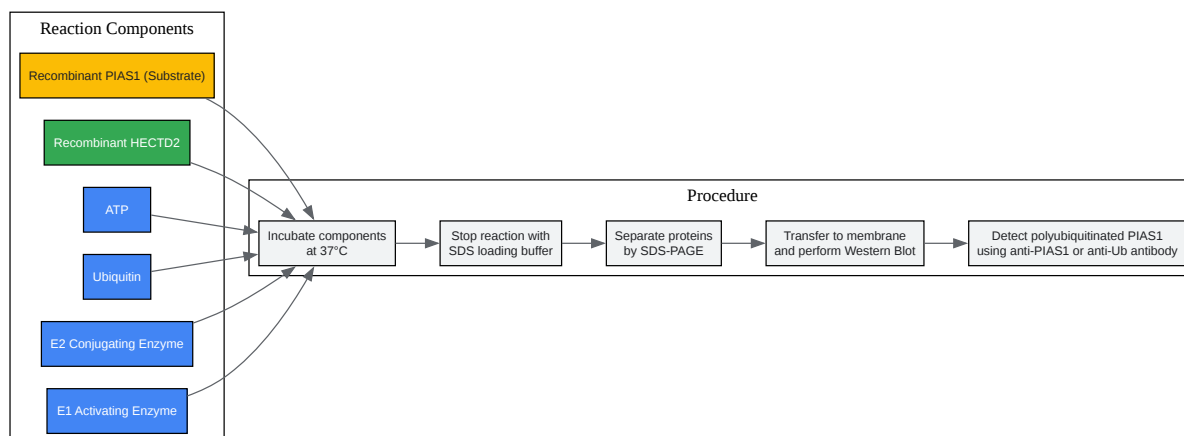 Reaction Components
Recombinant PIAS1 (Substrate)
Recombinant HECTD2
ATP
Ubiquitin
E2 Conjugating Enzyme
E1 Activating Enzyme
Procedure
Incubate components
at 37°C
Stop reaction with
SDS loading buffer
Separate proteins
by SDS-PAGE
Transfer to membrane
and perform Western Blot
Detect polyubiquitinated PIAS1
using anti-PIAS1 or anti-Ub antibody